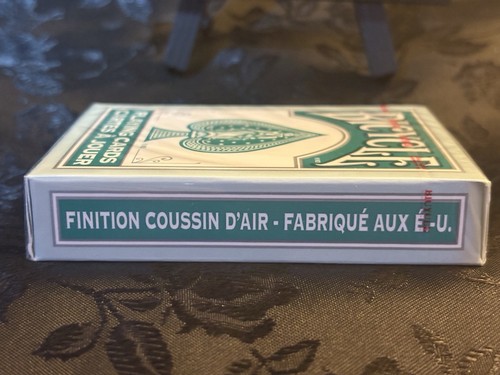 FINITION COUSSIN D'AIR - FABRIQUÉ AUX É.-U.
PLAYING CARDS
CARTES À JOUER
BICYCLE